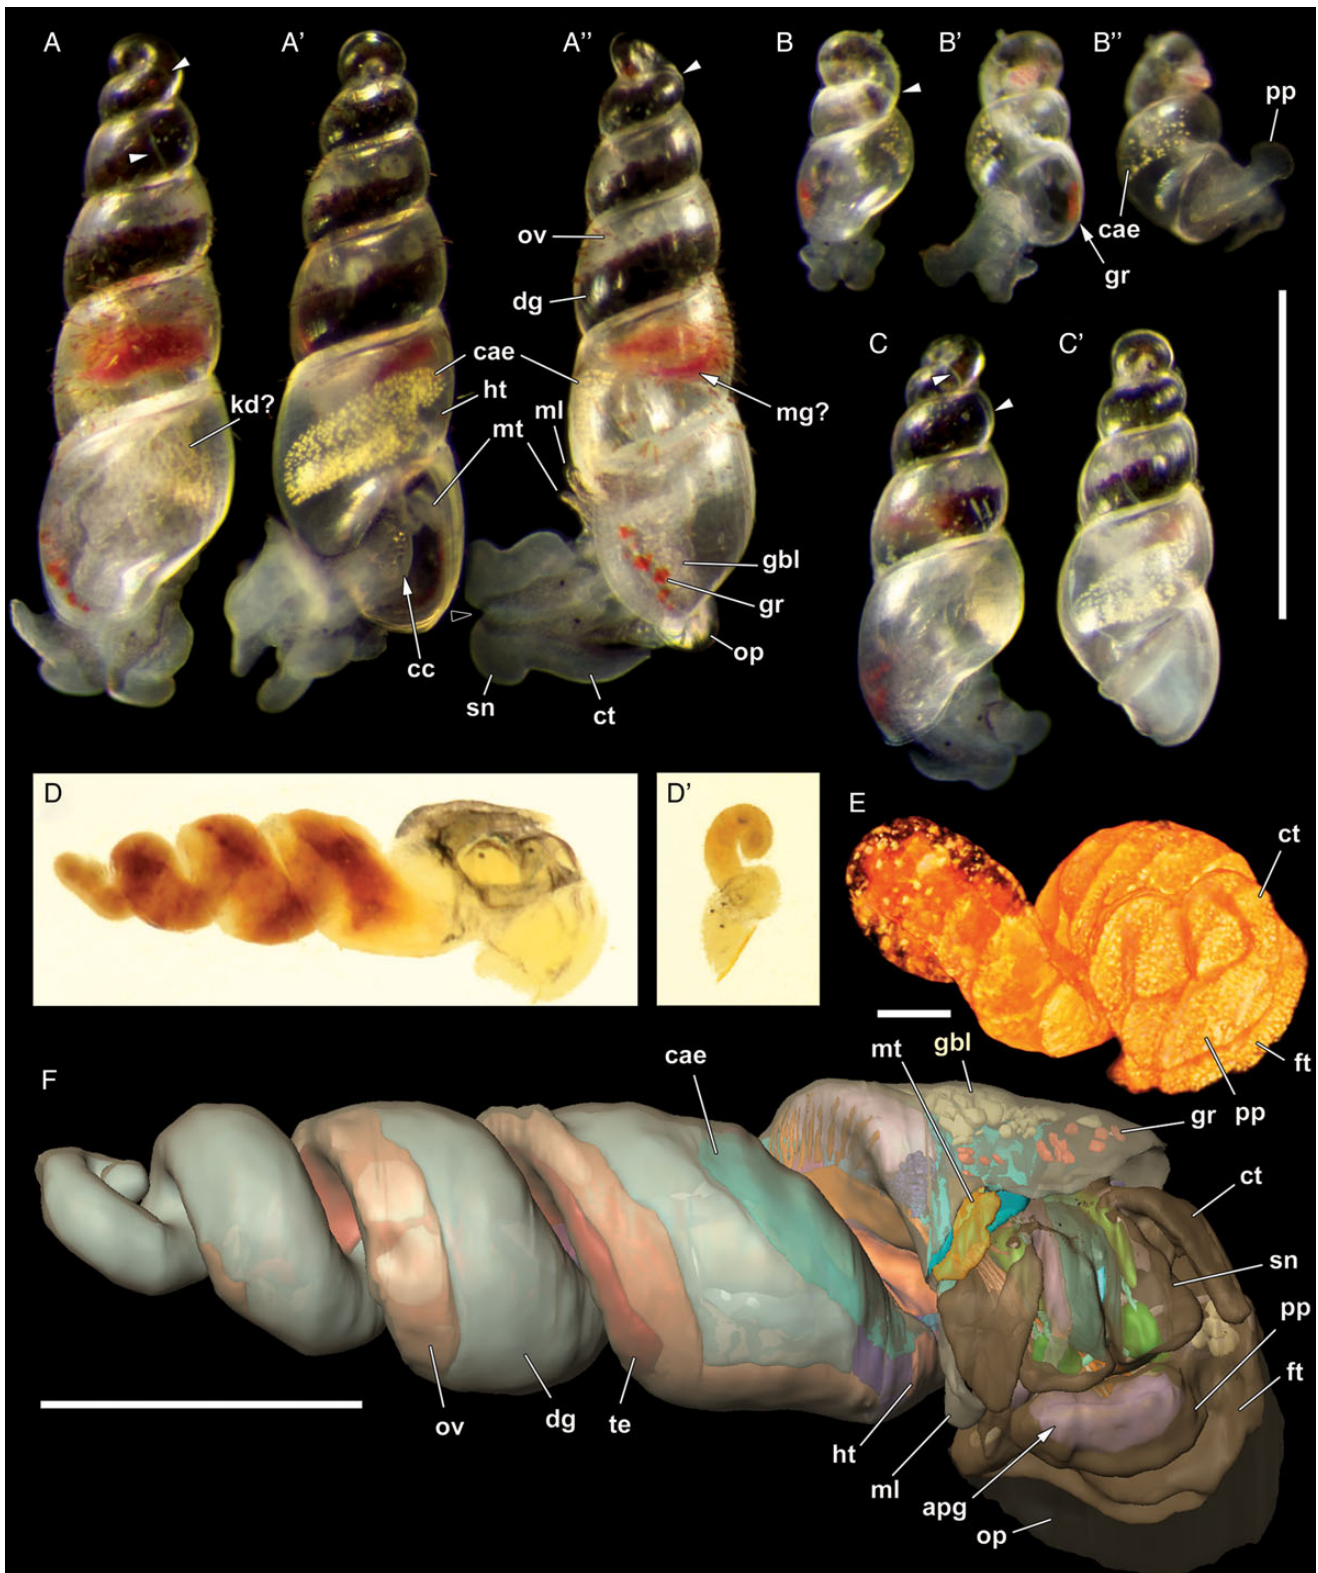 A A’ A’’ B B’ B’’
pp
ov
dg
cae
gr
C C’
cae
ht
kd?
ml
mt
mg?
gbl
gr
op
cc
sn
ct
D D’ E
ct
ft
pp
gr
F
cae
mt
gbl
ct
sn
pp
ft
ov
dg
te
ht
ml
apg
op